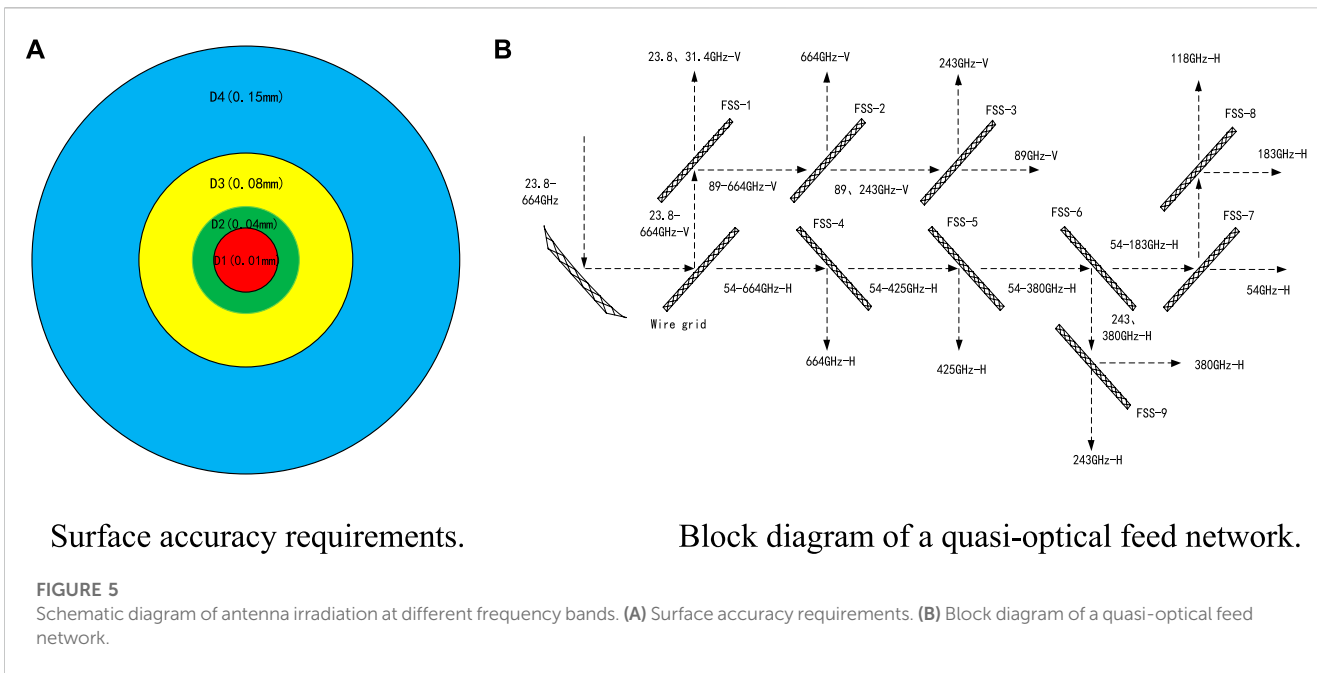 A
D4(0.15mm)
D3(0.08mm)
D2(0.04mm)
D1(0.01mm)
Surface accuracy requirements.
B
23.8、31.4GHz-V
664GHz-V
243GHz-V
118GHz-H
FSS-1
FSS-2
FSS-3
FSS-8
23.8-
664GHz
89-664GHz-V
89、243GHz-V
89GHz-V
183GHz-H
23.8-
664GHz-V
FSS-4
FSS-5
FSS-6
FSS-7
54-183GHz-H
Wire grid
54-664GHz-H
54-425GHz-H
54-380GHz-H
54GHz-H
243、
380GHz-H
664GHz-H
425GHz-H
380GHz-H
FSS-9
243GHz-H
Block diagram of a quasi-optical feed network.
FIGURE 5
Schematic diagram of antenna irradiation at different frequency bands. (A) Surface accuracy requirements. (B) Block diagram of a quasi-optical feed
network.